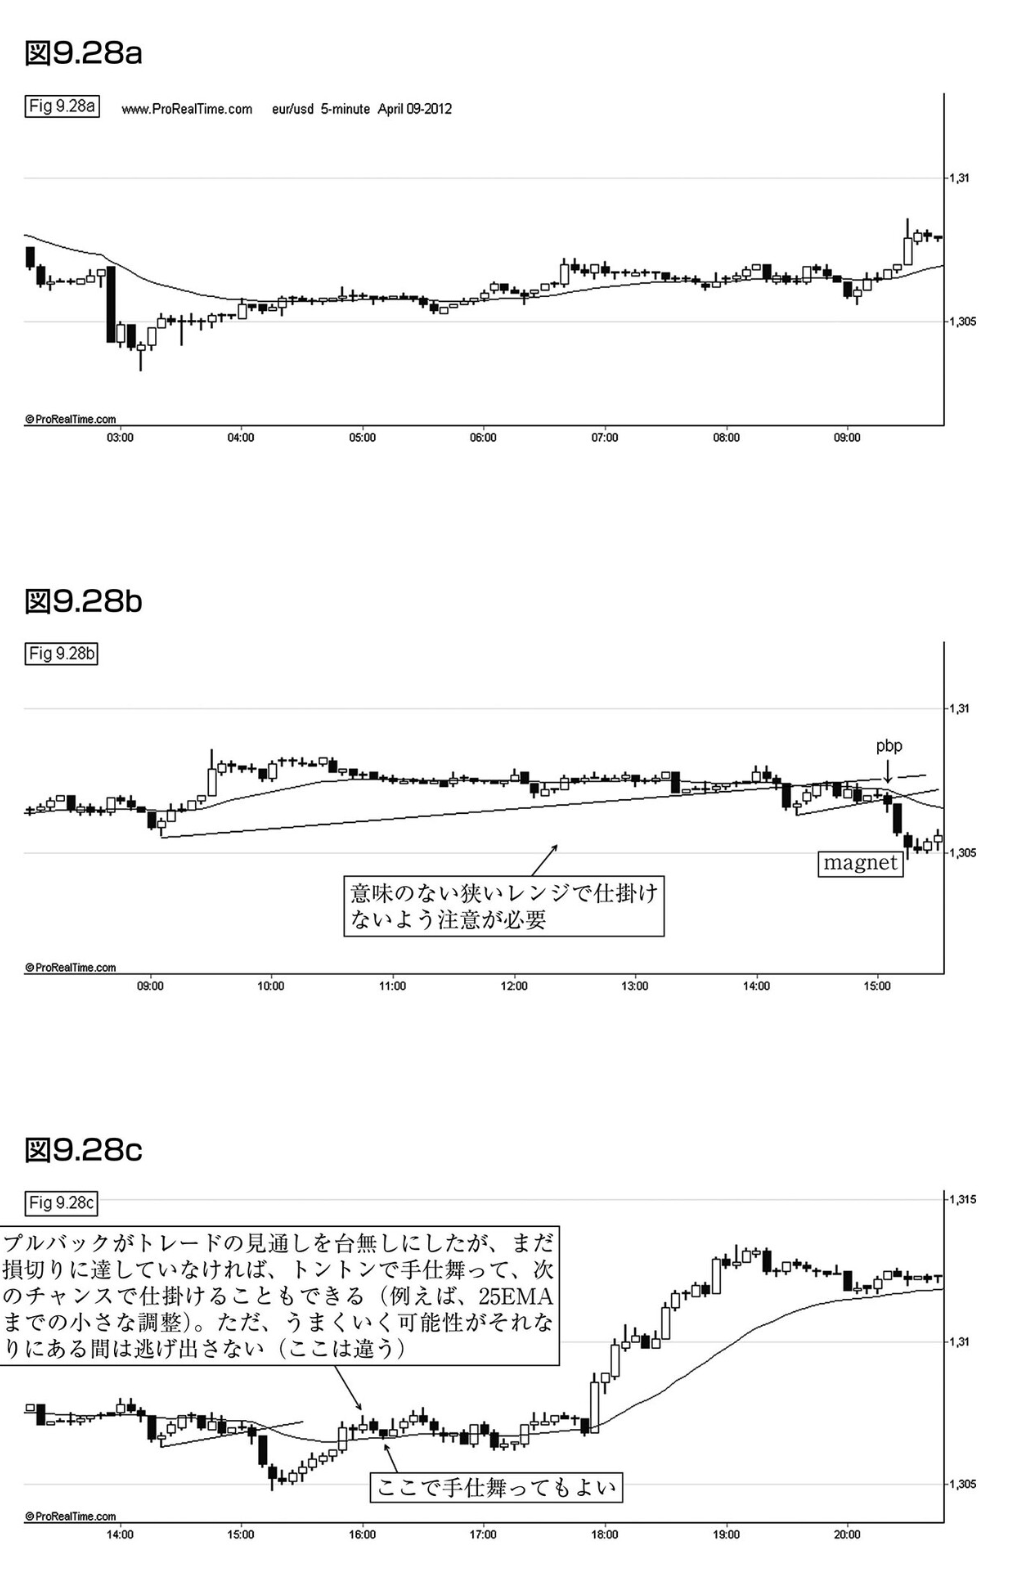 図9.28a
Fig 9.28a www.ProRealTime.com eur/usd 5-minute April 09-2012
1,31
1,305
©ProRealTime.com
03:00 04:00 05:00 06:00 07:00 08:00 09:00
図9.28b
Fig 9.28b
1,31
pbp
1,305
magnet
意味のない狭いレンジで仕掛け
ないよう注意が必要
©ProRealTime.com
09:00 10:00 11:00 12:00 13:00 14:00 15:00
図9.28c
Fig 9.28c
1,315
プルバックがトレードの見通しを台無しにしたが、まだ
損切りに達していなければ、トントンで手仕舞って、次
のチャンスで仕掛けることもできる（例えば、25EMA
までの小さな調整）。ただ、うまくいく可能性がそれな
りにある間は逃げ出さない（ここは違う）
1,31
1,305
ここで手仕舞ってもよい
©ProRealTime.com
14:00 15:00 16:00 17:00 18:00 19:00 20:00